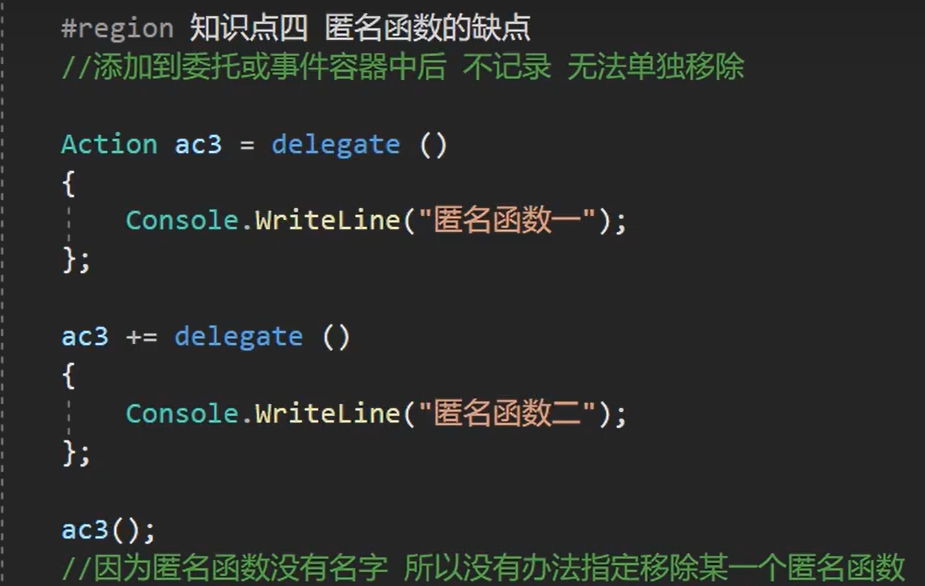 #region 知识点四 匿名函数的缺点
//添加到委托或事件容器中后 不记录 无法单独移除
Action ac3 = delegate ()
{
Console.WriteLine("匿名函数一");
};
ac3 += delegate ()
{
Console.WriteLine("匿名函数二");
};
ac3();
//因为匿名函数没有名字 所以没有办法指定移除某一个匿名函数